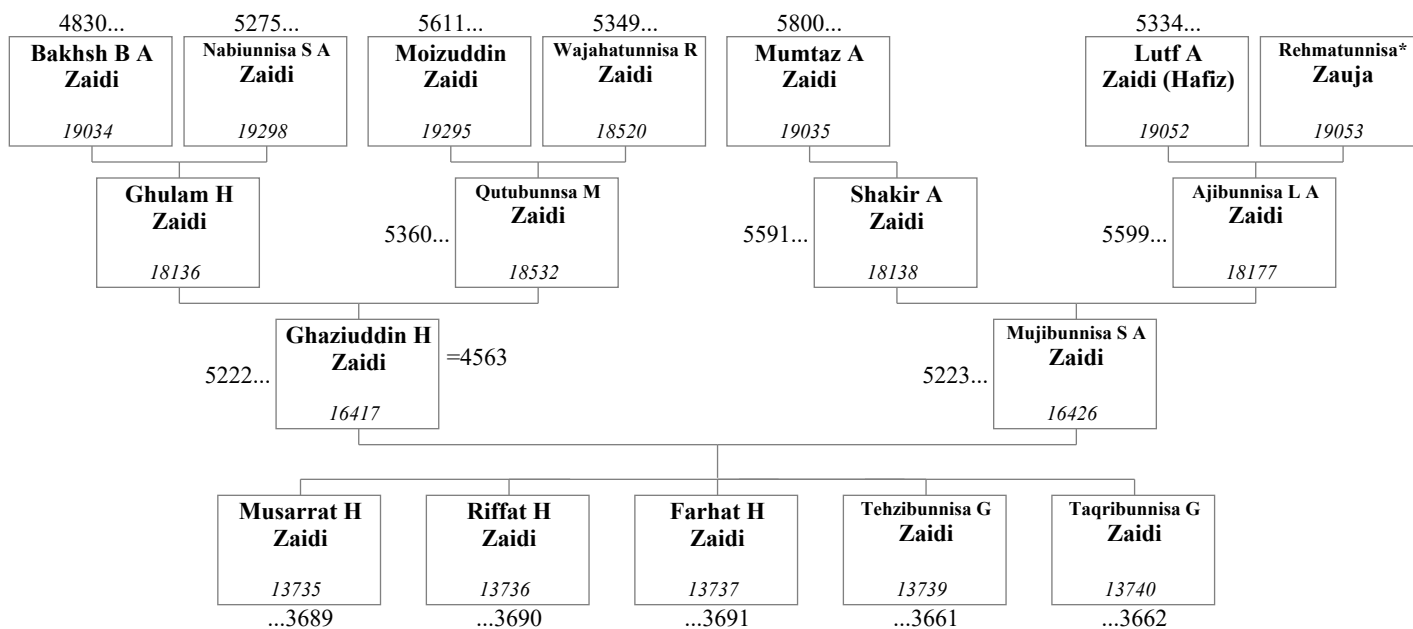 4830...
5275...
5611...
5349...
5800...
5334...
Bakhsh B A
Zaidi
19034
Nabiunnisa S A
Zaidi
19298
Moizuddin
Zaidi
19295
Wajahatunnisa R
Zaidi
18520
Mumtaz A
Zaidi
19035
Lutf A
Zaidi (Hafiz)
19052
Rehmatunnisa*
Zauja
19053
Ghulam H
Zaidi
18136
5360...
Qutubunnsa M
Zaidi
18532
5591...
Shakir A
Zaidi
18138
5599...
Ajibunnisa L A
Zaidi
18177
5222...
Ghaziuddin H
Zaidi
16417
=4563
5223...
Mujibunnisa S A
Zaidi
16426
Musarrat H
Zaidi
13735
...3689
Riffat H
Zaidi
13736
...3690
Farhat H
Zaidi
13737
...3691
Tehzibunnisa G
Zaidi
13739
...3661
Taqribunnisa G
Zaidi
13740
...3662